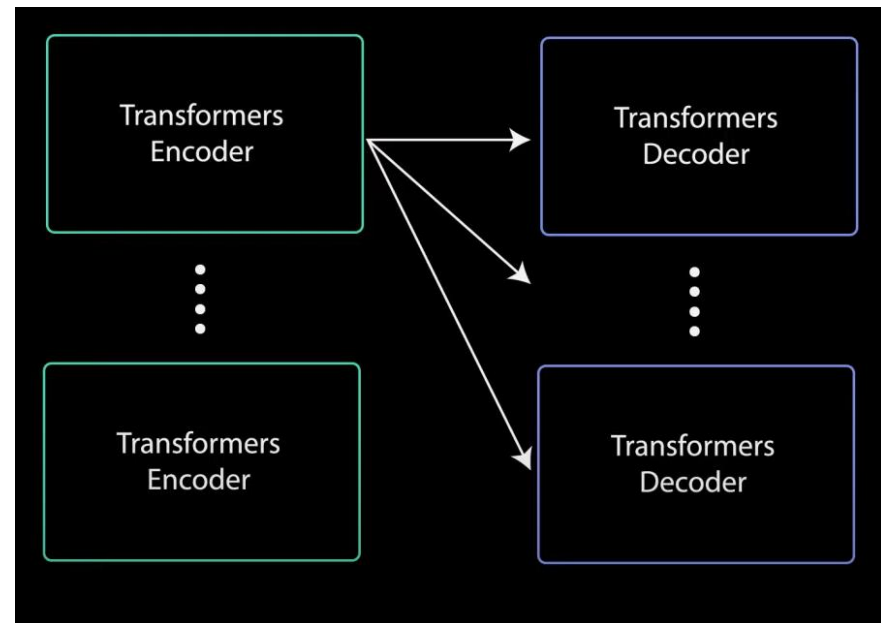 Transformers
Encoder
Transformers
Decoder
Transformers
Encoder
Transformers
Decoder